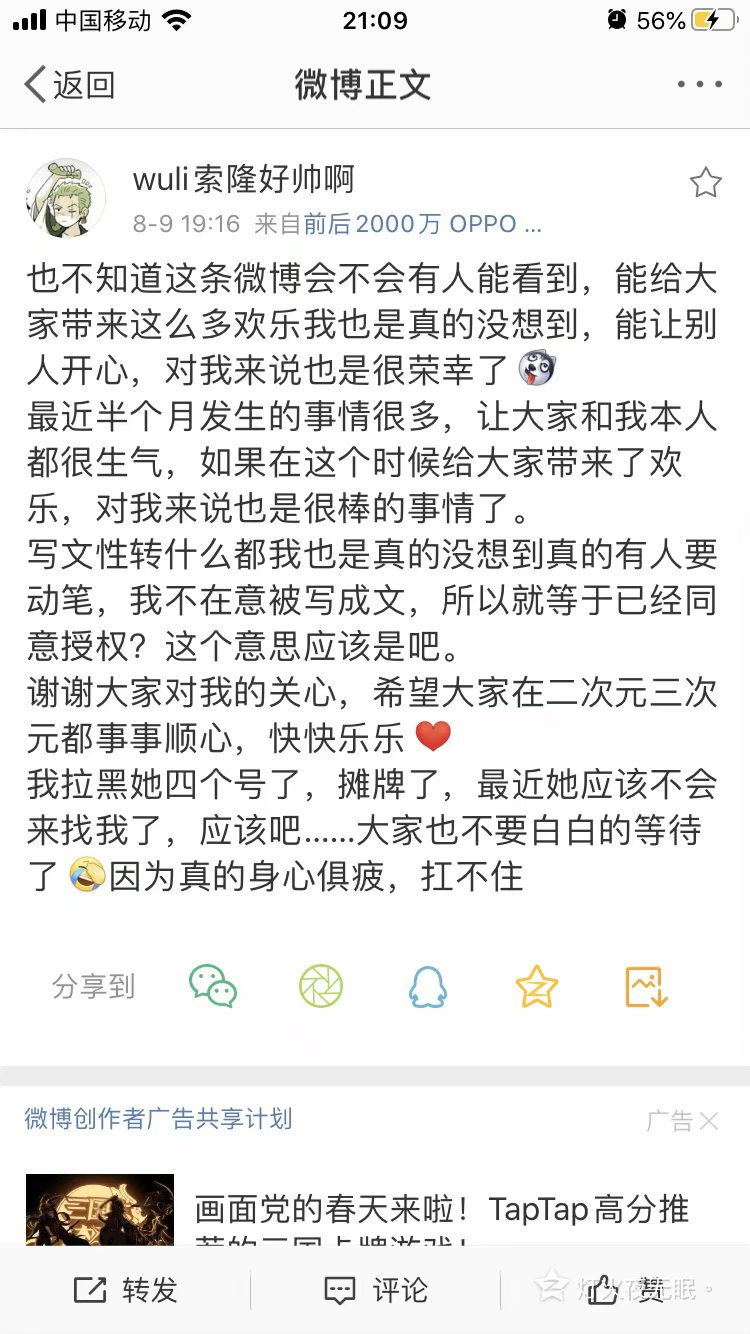 中国移动 21:09 56%
返回 微博正文
wuli索隆好帅啊
8-9 19:16 来自前后2000万 OPPO ...
也不知道这条微博会不会有人能看到，能给大
家带来这么多欢乐我也是真的没想到，能让别
人开心，对我来说也是很荣幸了
最近半个月发生的事情很多，让大家和我本人
都很生气，如果在这个时候给大家带来了欢
乐，对我来说也是很棒的事情了。
写文性转什么都我也是真的没想到真的有人要
动笔，我不在意被写成文，所以就等于已经同
意授权？这个意思应该是吧。
谢谢大家对我的关心，希望大家在二次元三次
元都事事顺心，快快乐乐
我拉黑她四个号了，摊牌了，最近她应该不会
来找我了，应该吧......大家也不要白白的等待
了因为真的身心俱疲，扛不住
分享到
微博创作者广告共享计划 广告
三国
画面党的春天来啦！TapTap高分推
荐的三国卡牌游戏！
转发 评论 赞
灯火夜无眠。